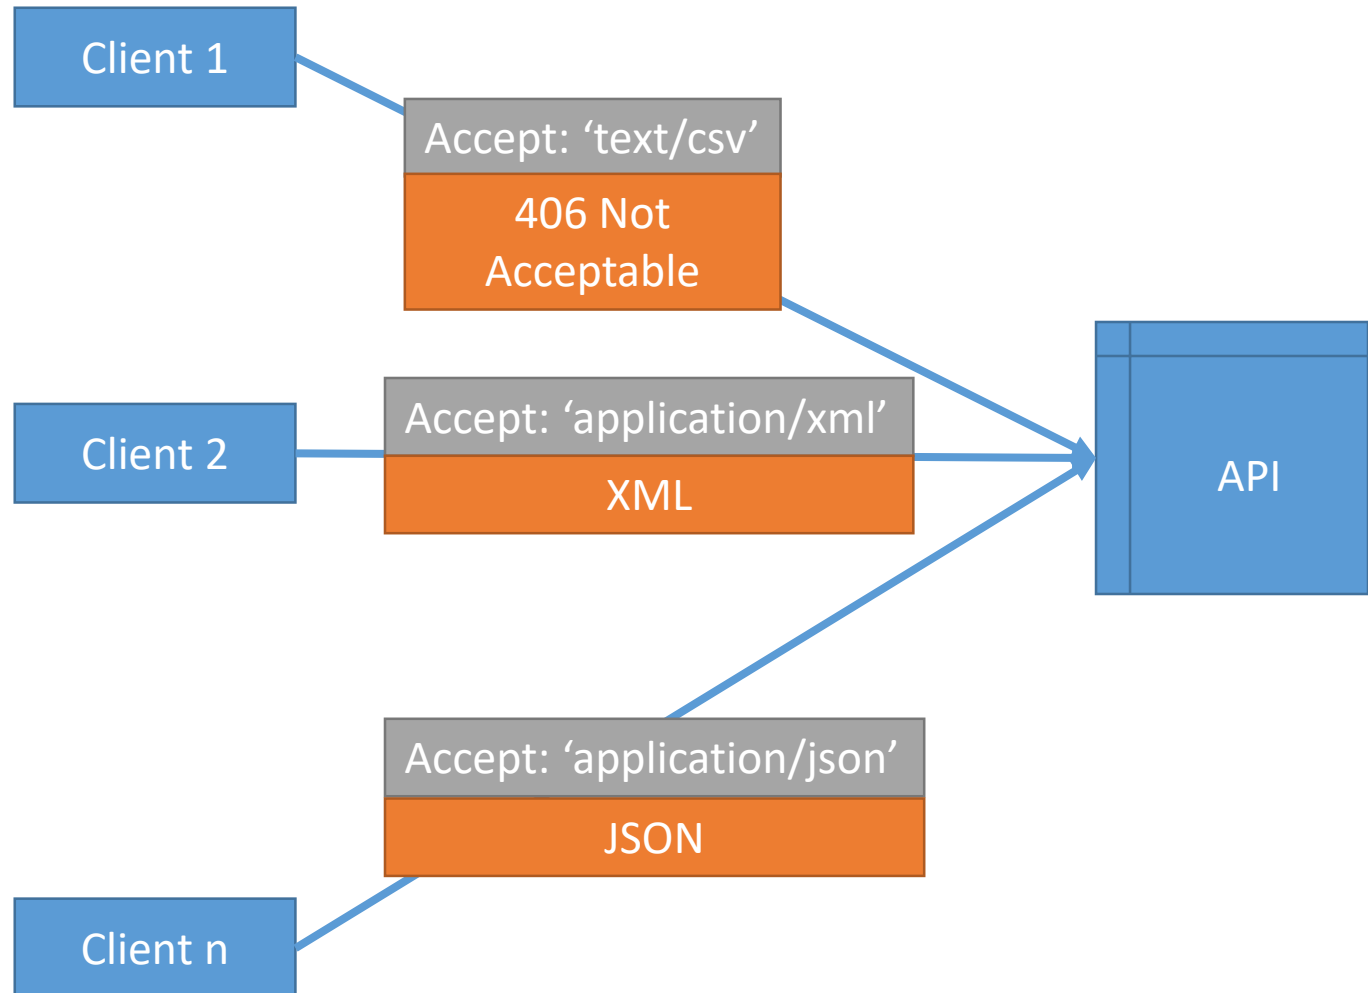 Client 1
Accept: ‘text/csv’
406 Not
Acceptable
Client 2
Accept: ‘application/xml’
XML
API
Accept: ‘application/json’
JSON
Client n